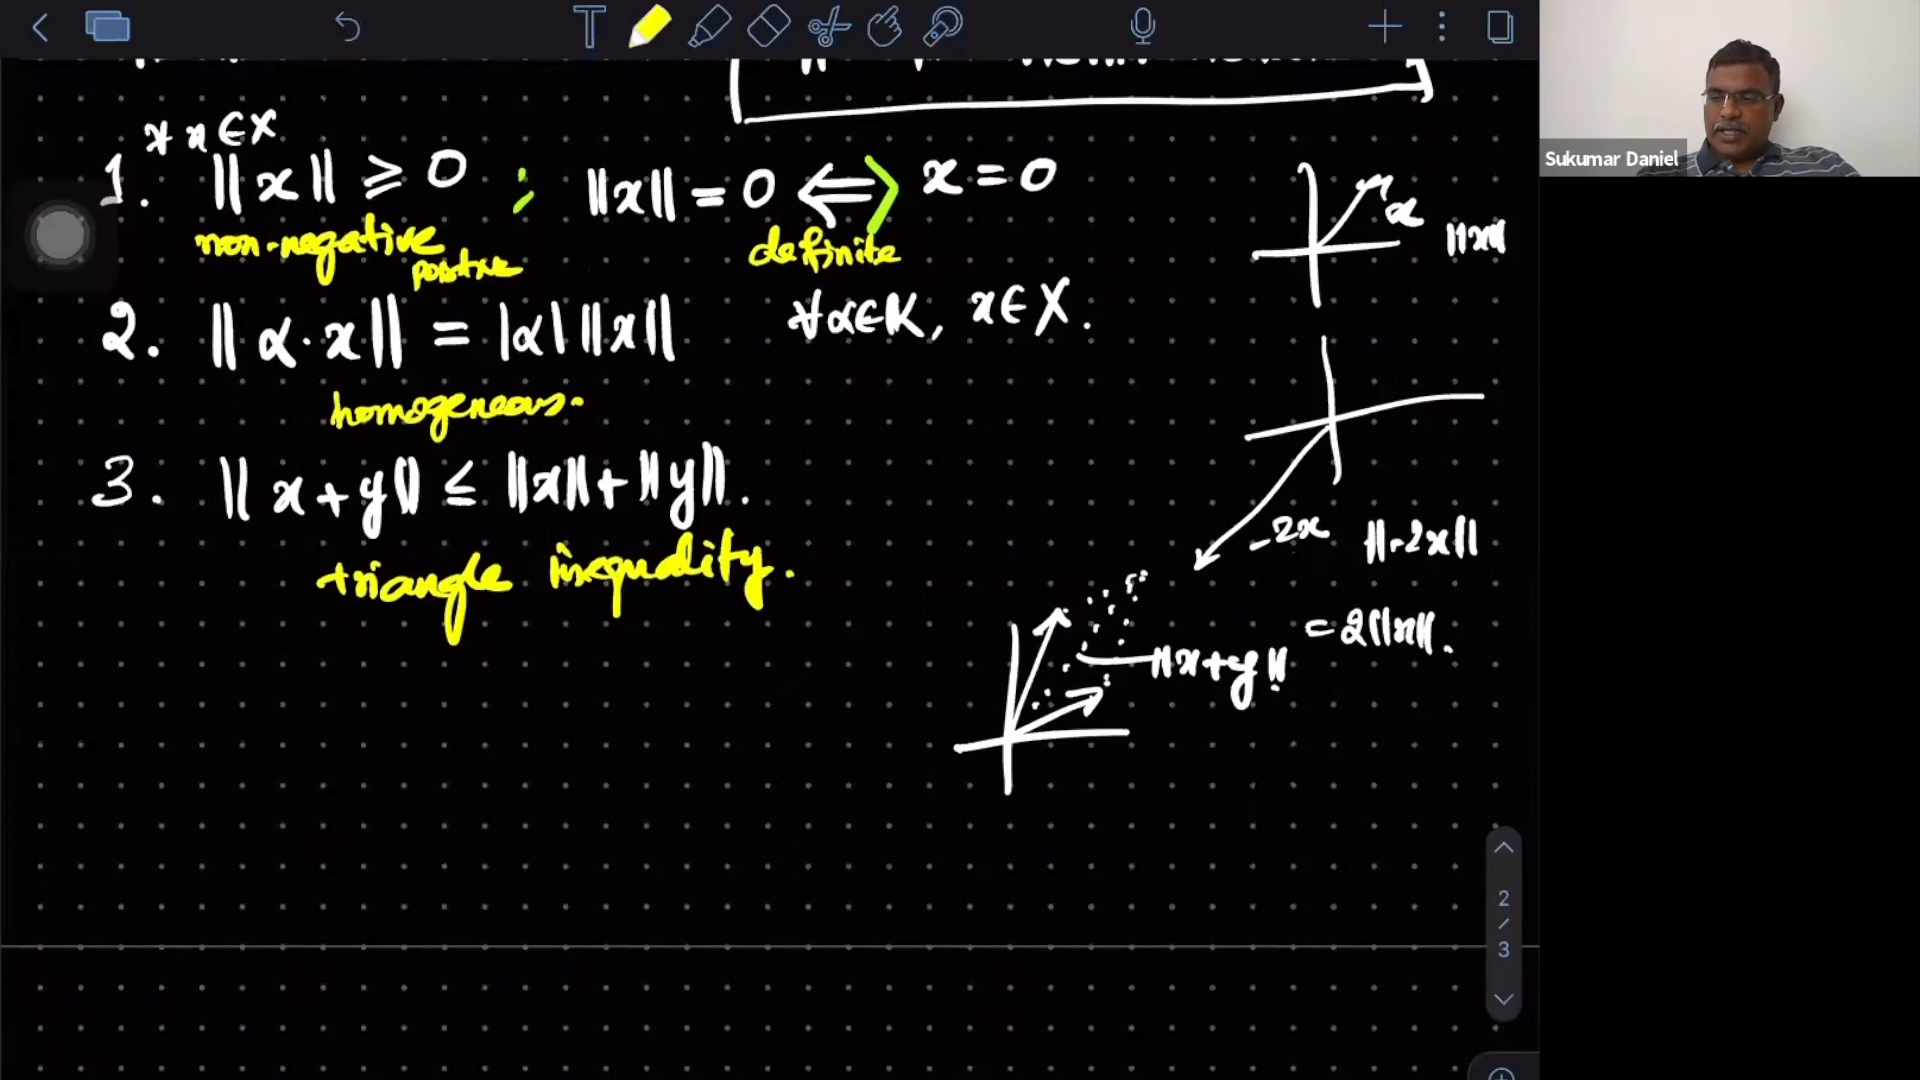 ∀ x ∈ X
1. ||x|| ⩾ 0 ; ||x|| = 0 ⟺ x = 0
non-negative definite
positive
x
||x||
2. ||α·x|| = |α| ||x|| ∀ α ∈ K, x ∈ X.
homogeneous.
3. ||x+y|| ≤ ||x|| + ||y||.
triangle inequality.
-2x ||-2x||
= 2||x||.
||x+y||
Sukumar Daniel
2
/
3